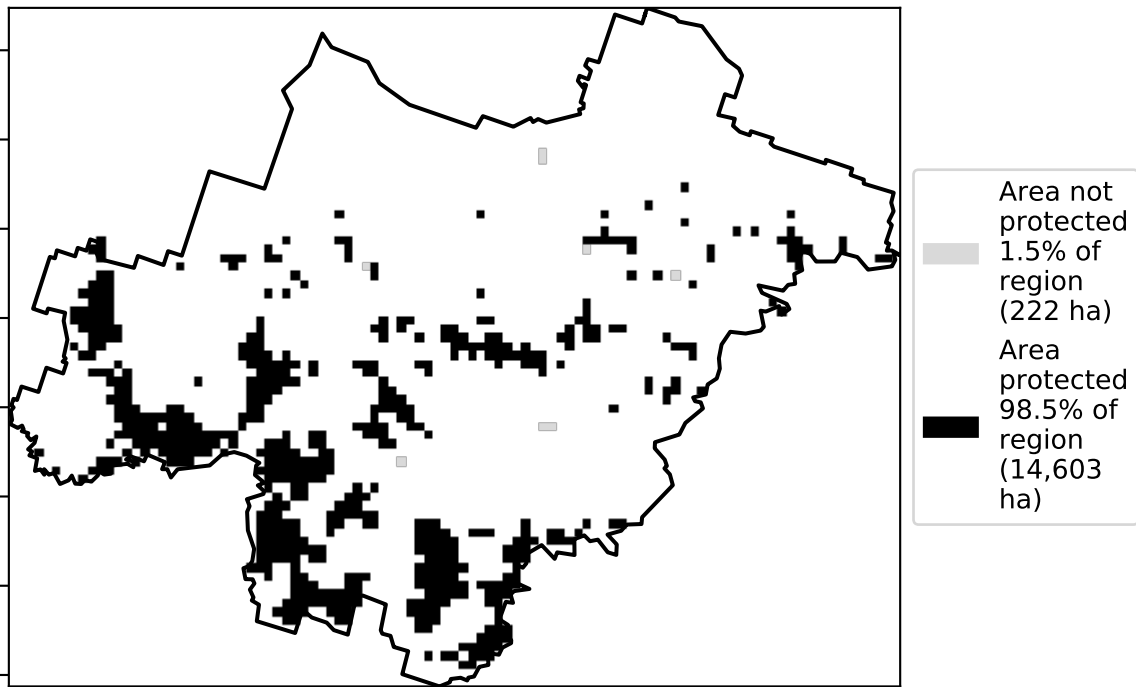 Area not
protected
1.5% of
region
(222 ha)
Area
protected
98.5% of
region
(14,603
ha)